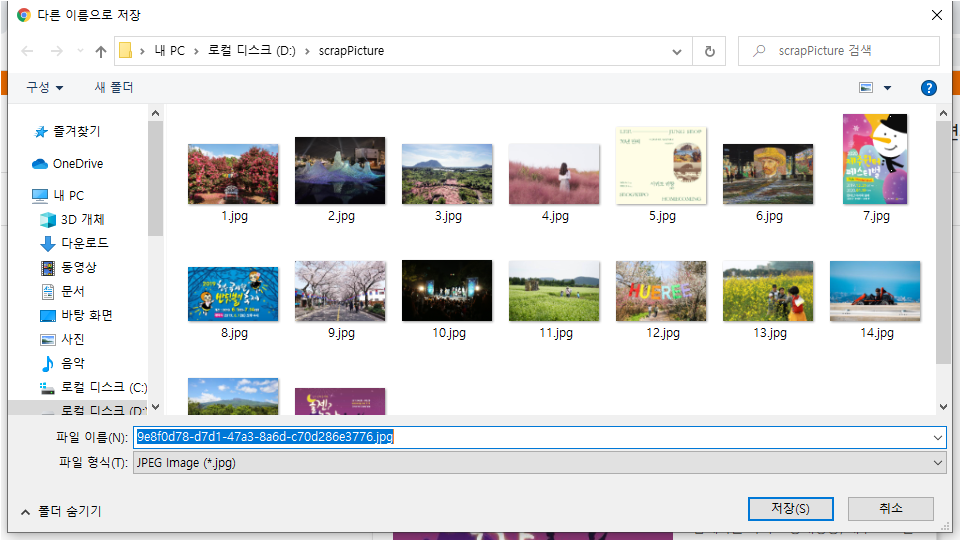 다른 이름으로 저장
내 PC
로컬 디스크 (D:)
scrapPicture
scrapPicture 검색
구성
새 폴더
즐겨찾기
OneDrive
내 PC
3D 개체
다운로드
동영상
문서
바탕 화면
사진
음악
로컬 디스크 (C:)
로컬 디스크 (D:)
1.jpg
2.jpg
3.jpg
4.jpg
5.jpg
6.jpg
7.jpg
8.jpg
9.jpg
10.jpg
11.jpg
12.jpg
13.jpg
14.jpg
파일 이름(N):
9e8f0d78-d7d1-47a3-8a6d-c70d286e3776.jpg
파일 형식(T):
JPEG Image (*.jpg)
폴더 숨기기
저장(S)
취소